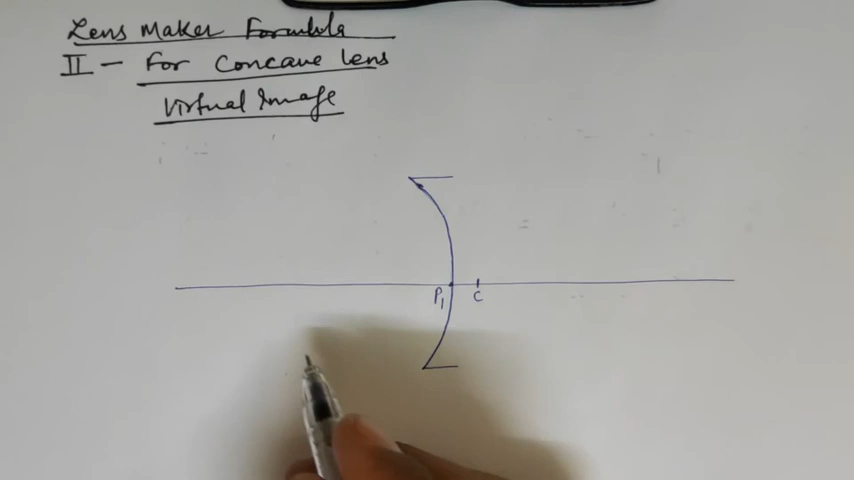 Lens Maker Formula
II - For Concave lens
Virtual Image
P1 C